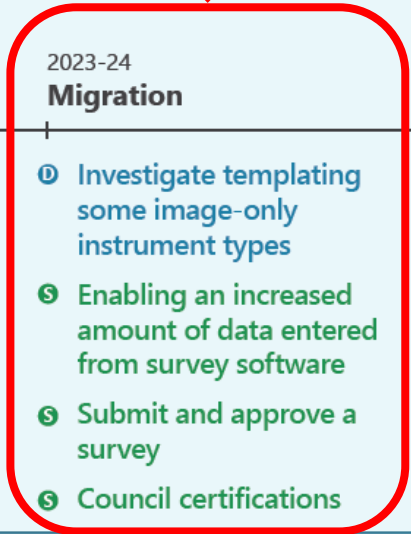 2023-24
Migration
D Investigate templating
some image-only
instrument types
S Enabling an increased
amount of data entered
from survey software
S Submit and approve a
survey
S Council certifications